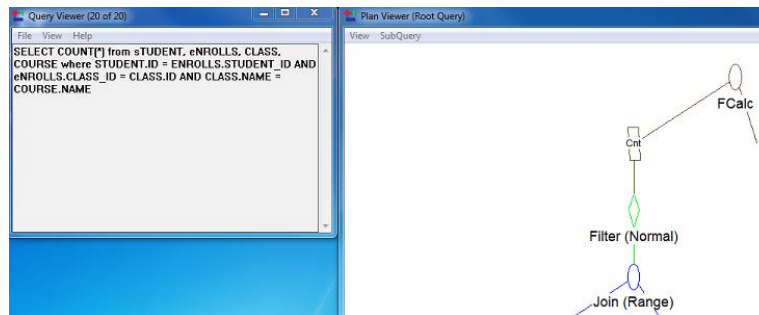 Query Viewer (20 of 20)
File View Help
SELECT COUNT(*) from sTUDENT, eNROLLS, CLASS,
COURSE where STUDENT.ID = ENROLLS.STUDENT_ID AND
eNROLLS.CLASS_ID = CLASS.ID AND CLASS.NAME =
COURSE.NAME
Plan Viewer (Root Query)
View SubQuery
FCalc
Cnt
Filter (Normal)
Join (Range)